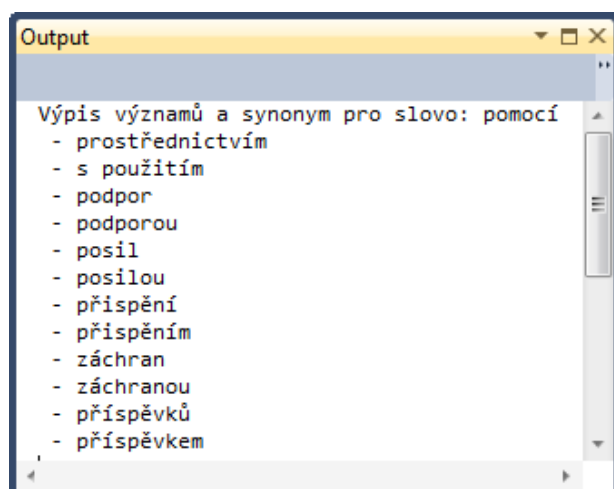 Output
Výpis významů a synonym pro slovo: pomocí
- prostřednictvím
- s použitím
- podpor
- podporou
- posil
- posilou
- přispění
- přispěním
- záchran
- záchranou
- příspěvků
- příspěvkem